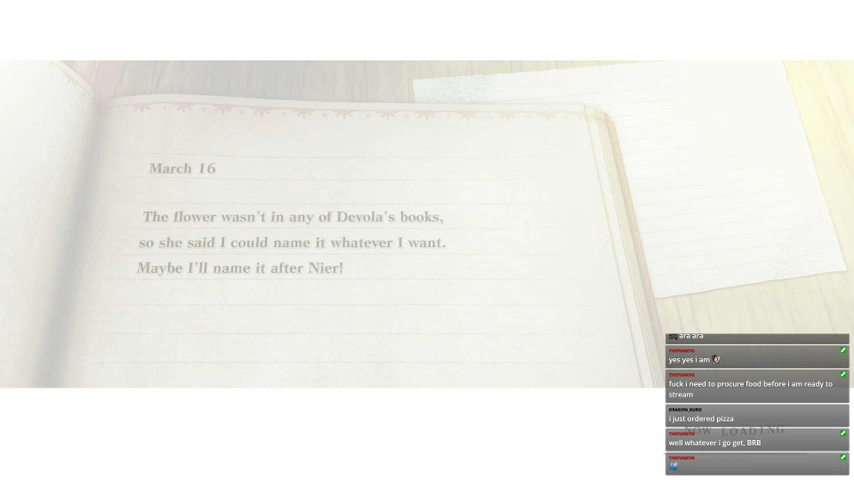 March 16
The flower wasn't in any of Devola's books,
so she said I could name it whatever I want.
Maybe I'll name it after Nier!
ara ara
yes yes i am
fuck i need to procure food before i am ready to
stream
DRAGON_KURO
i just ordered pizza
NOW LOADING
well whatever i go get, BRB